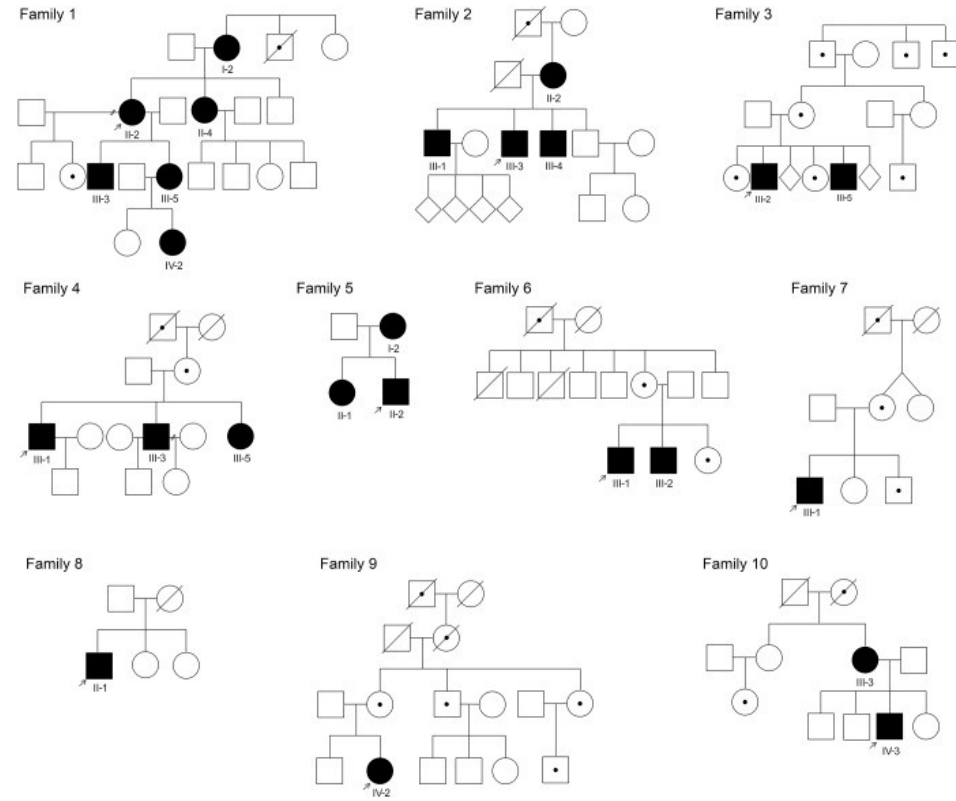 Family 1
Family 2
Family 3
I-2
II-2
II-4
III-3
III-5
IV-2
II-2
III-1
III-3
III-4
III-2
III-5
Family 4
Family 5
Family 6
Family 7
III-1
III-3
III-5
I-2
II-1
II-2
III-1
III-2
III-1
Family 8
Family 9
Family 10
II-1
IV-2
III-3
IV-3